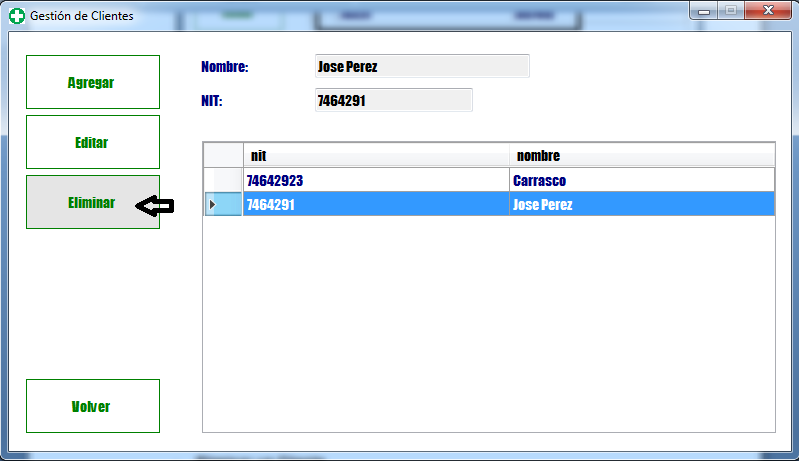 Gestión de Clientes
Agregar
Editar
Eliminar
Volver
Nombre: Jose Perez
NIT: 7464291
nit nombre
74642923 Carrasco
7464291 Jose Perez